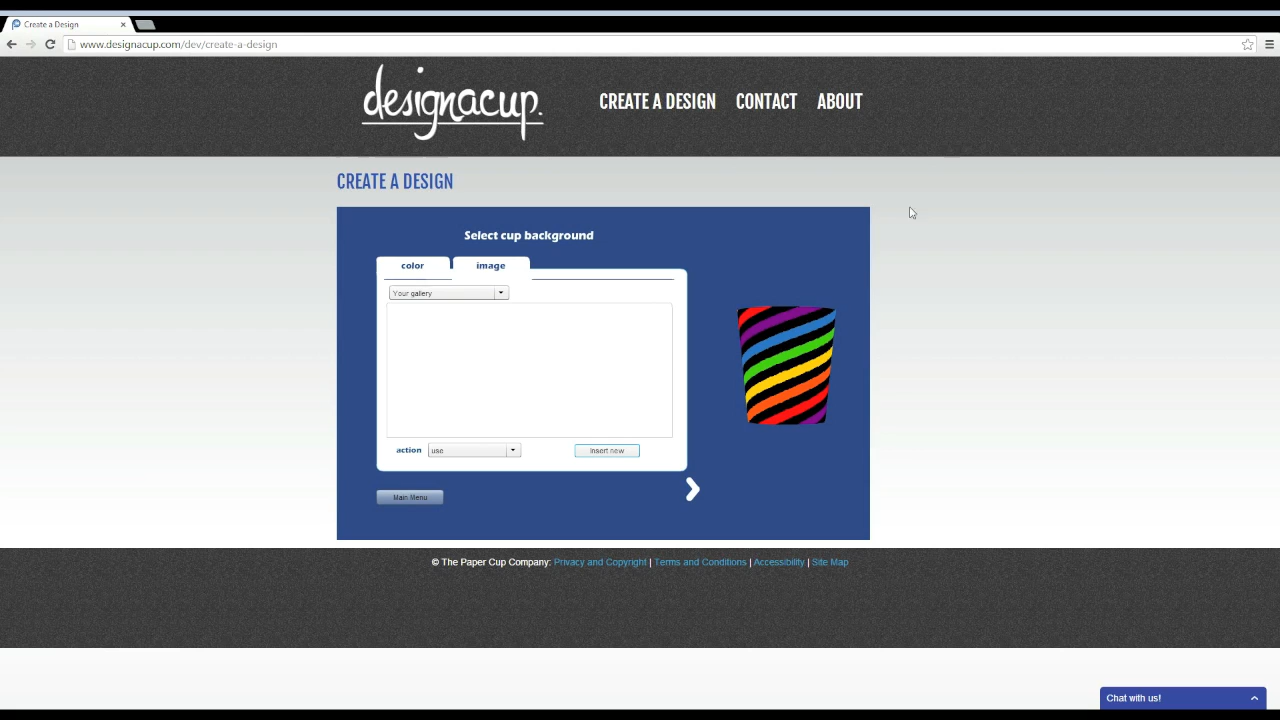 Create a Design
www.designacup.com/dev/create-a-design
designacup.
CREATE A DESIGN CONTACT ABOUT
CREATE A DESIGN
Select cup background
color image
Your gallery
action use Insert new
Main Menu
© The Paper Cup Company: Privacy and Copyright | Terms and Conditions | Accessibility | Site Map
Chat with us!